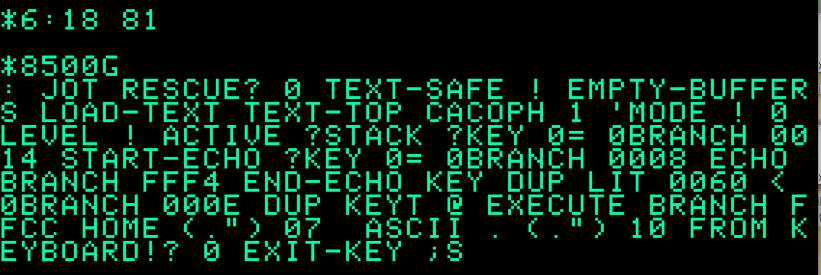 *6:18 81
*8500G
: JOT RESCUE? 0 TEXT-SAFE ! EMPTY-BUFFER
S LOAD-TEXT TEXT-TOP CACOPH 1 'MODE ! 0
LEVEL ! ACTIVE ?STACK ?KEY 0= 0BRANCH 00
14 START-ECHO ?KEY 0= 0BRANCH 0008 ECHO
BRANCH FFF4 END-ECHO KEY DUP LIT 0060 <
0BRANCH 000E DUP KEYT @ EXECUTE BRANCH F
FCC HOME (.") 07  ASCII . (.") 10 FROM K
EYBOARD!? 0 EXIT-KEY ;S